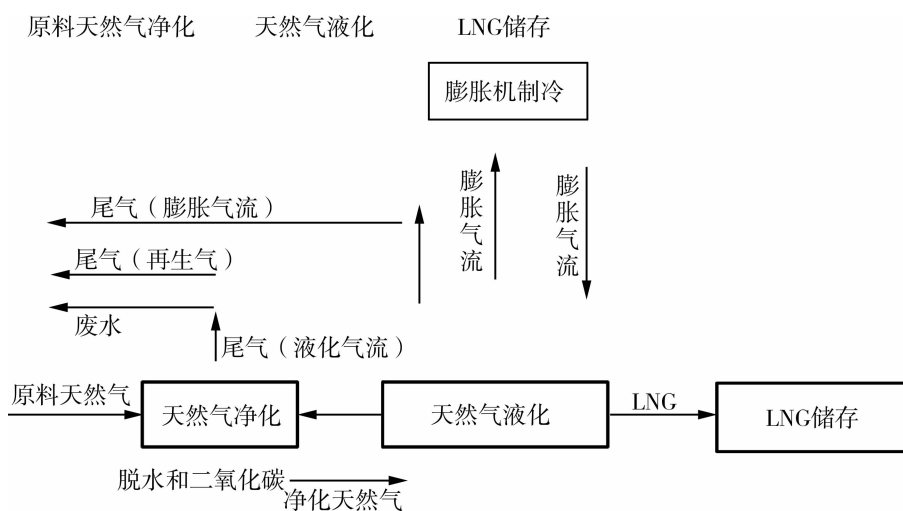 原料天然气净化
天然气液化
LNG储存
膨胀机制冷
膨胀气流
膨胀气流
尾气（膨胀气流）
尾气（再生气）
废水
尾气（液化气流）
原料天然气
天然气净化
天然气液化
LNG
LNG储存
脱水和二氧化碳
净化天然气